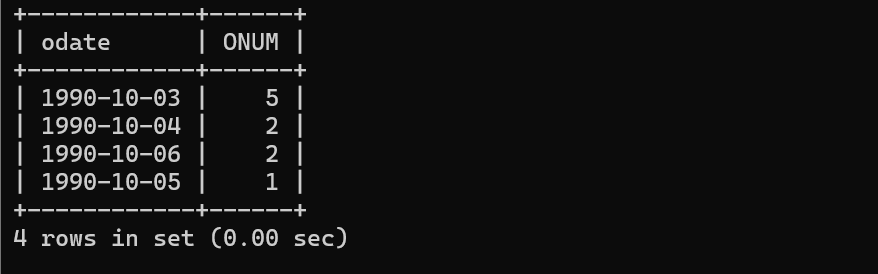 +------------+------+
| odate      | ONUM |
+------------+------+
| 1990-10-03 |    5 |
| 1990-10-04 |    2 |
| 1990-10-06 |    2 |
| 1990-10-05 |    1 |
+------------+------+
4 rows in set (0.00 sec)